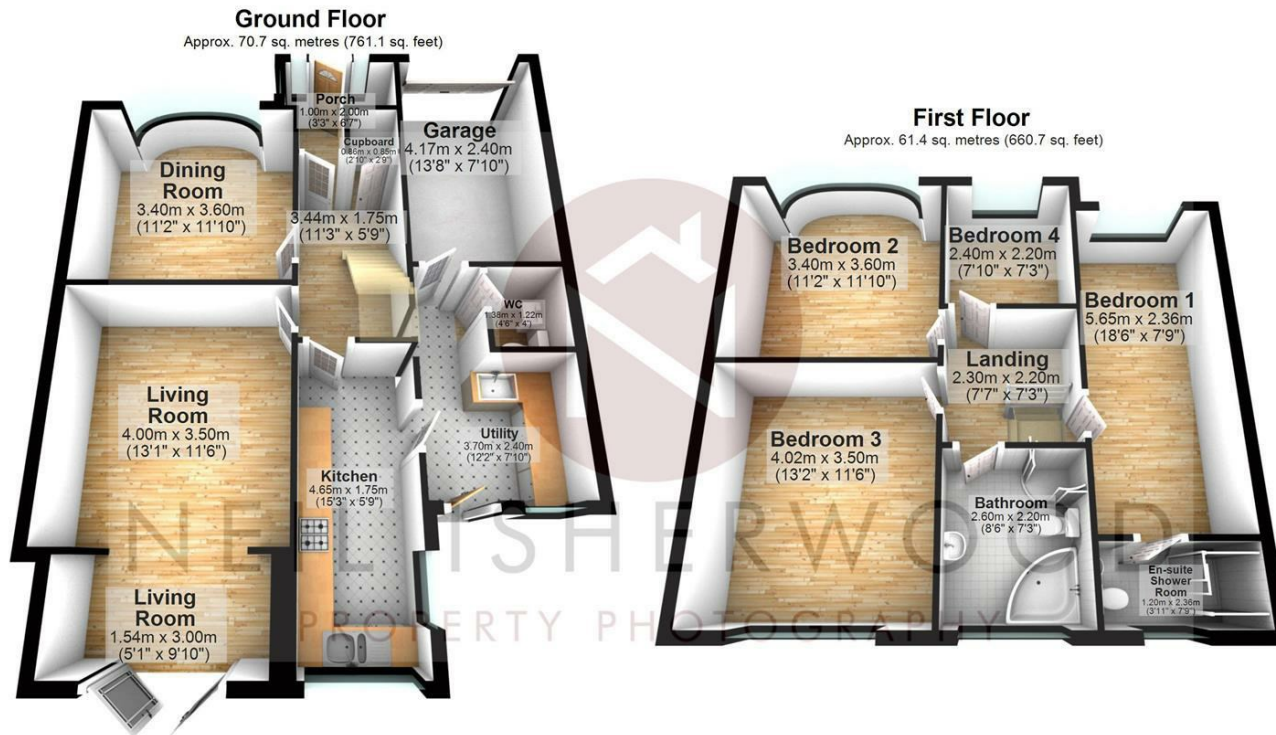 Ground Floor
Approx. 70.7 sq. metres (761.1 sq. feet)
Porch
1.00m x 2.00m
(3'3" x 6'7")
Cupboard
0.86m x 0.85m
(2'10" x 2'9")
Garage
4.17m x 2.40m
(13'8" x 7'10")
Dining
Room
3.40m x 3.60m
(11'2" x 11'10")
3.44m x 1.75m
(11'3" x 5'9")
WC
1.38m x 1.22m
(4'6" x 4')
Living
Room
4.00m x 3.50m
(13'1" x 11'6")
Utility
3.70m x 2.40m
(12'2" x 7'10")
Kitchen
4.65m x 1.75m
(15'3" x 5'9")
Living
Room
1.54m x 3.00m
(5'1" x 9'10")
First Floor
Approx. 61.4 sq. metres (660.7 sq. feet)
Bedroom 2
3.40m x 3.60m
(11'2" x 11'10")
Bedroom 4
2.40m x 2.20m
(7'10" x 7'3")
Bedroom 1
5.65m x 2.36m
(18'6" x 7'9")
Landing
2.30m x 2.20m
(7'7" x 7'3")
Bedroom 3
4.02m x 3.50m
(13'2" x 11'6")
Bathroom
2.60m x 2.20m
(8'6" x 7'3")
En-suite
Shower
Room
1.20m x 2.36m
(3'11" x 7'9")
NEIL ISHERWOOD
PROPERTY PHOTOGRAPHY